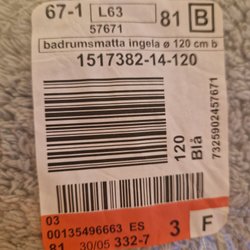 67-1 L63 81 B
57671
badrumsmatta ingela ø 120 cm b
1517382-14-120
120
Blå
7325902457671
03
00135496663 ES
81 30/05 332-7 3 F